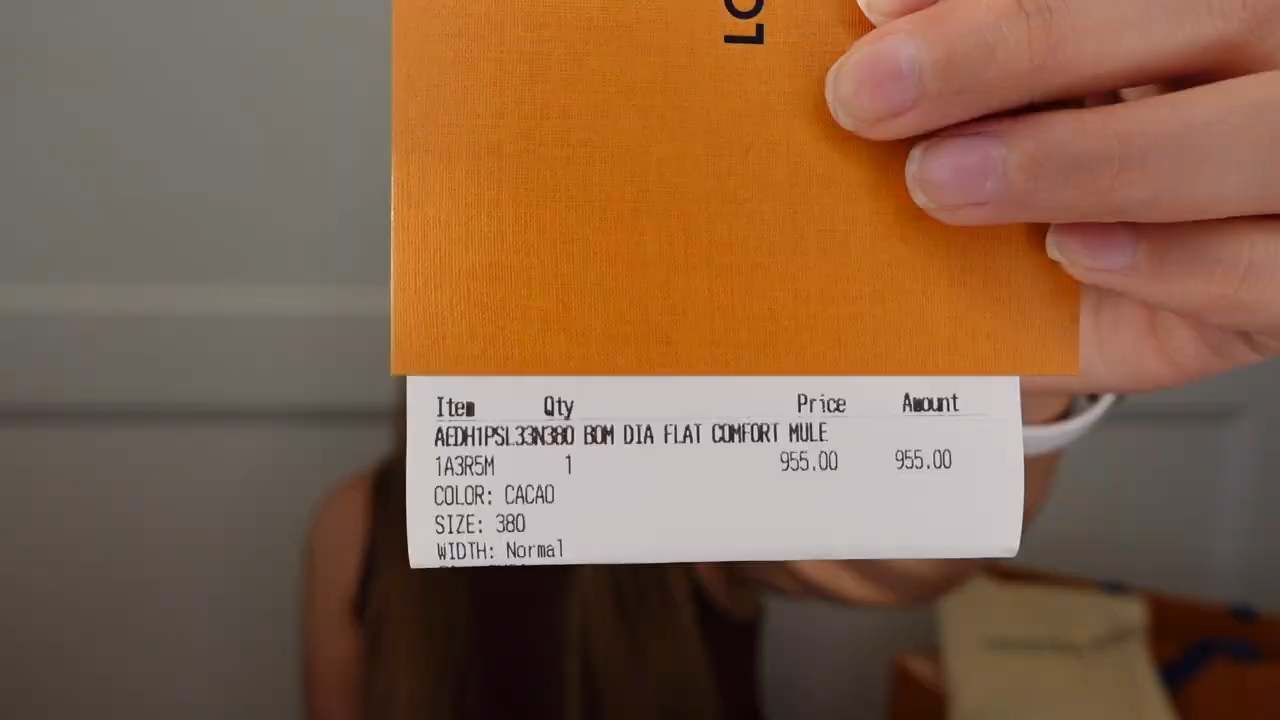 LO
Item Qty Price Amount
AEDH1PSL33N380 BOM DIA FLAT COMFORT MULE
1A3R5M 1 955.00 955.00
COLOR: CACAO
SIZE: 380
WIDTH: Normal